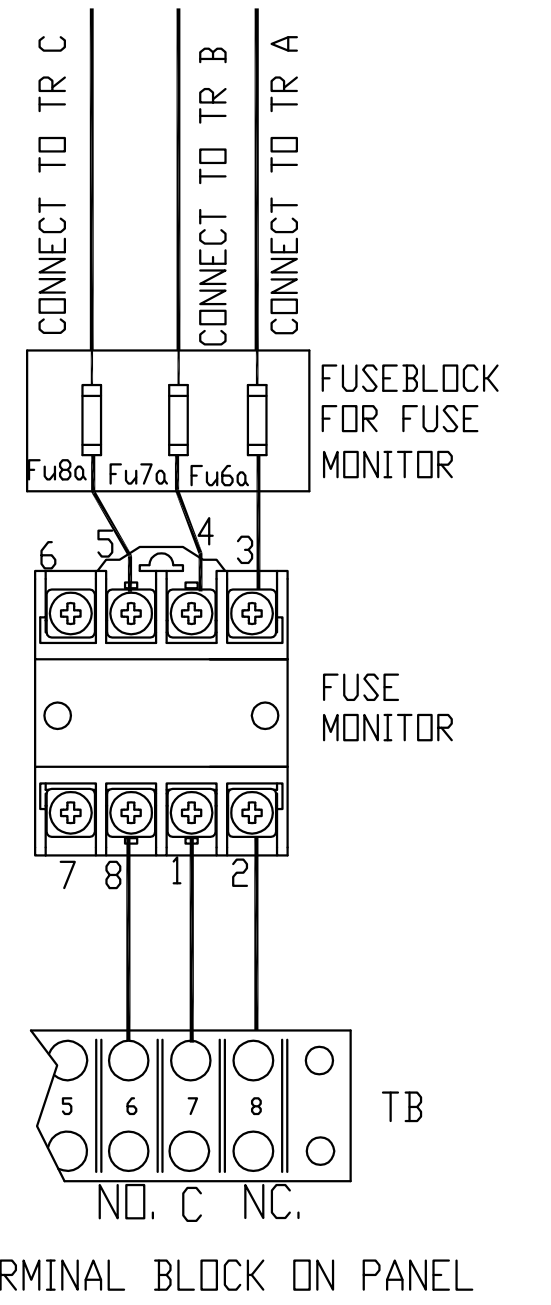 CONNECT TO TR C
CONNECT TO TR B
CONNECT TO TR A
FUSEBLOCK
FOR FUSE
MONITOR
Fu8a Fu7a Fu6a
6 5 4 3
FUSE
MONITOR
7 8 1 2
5 6 7 8
TB
NO. C NC.
RMINAL BLOCK ON PANEL